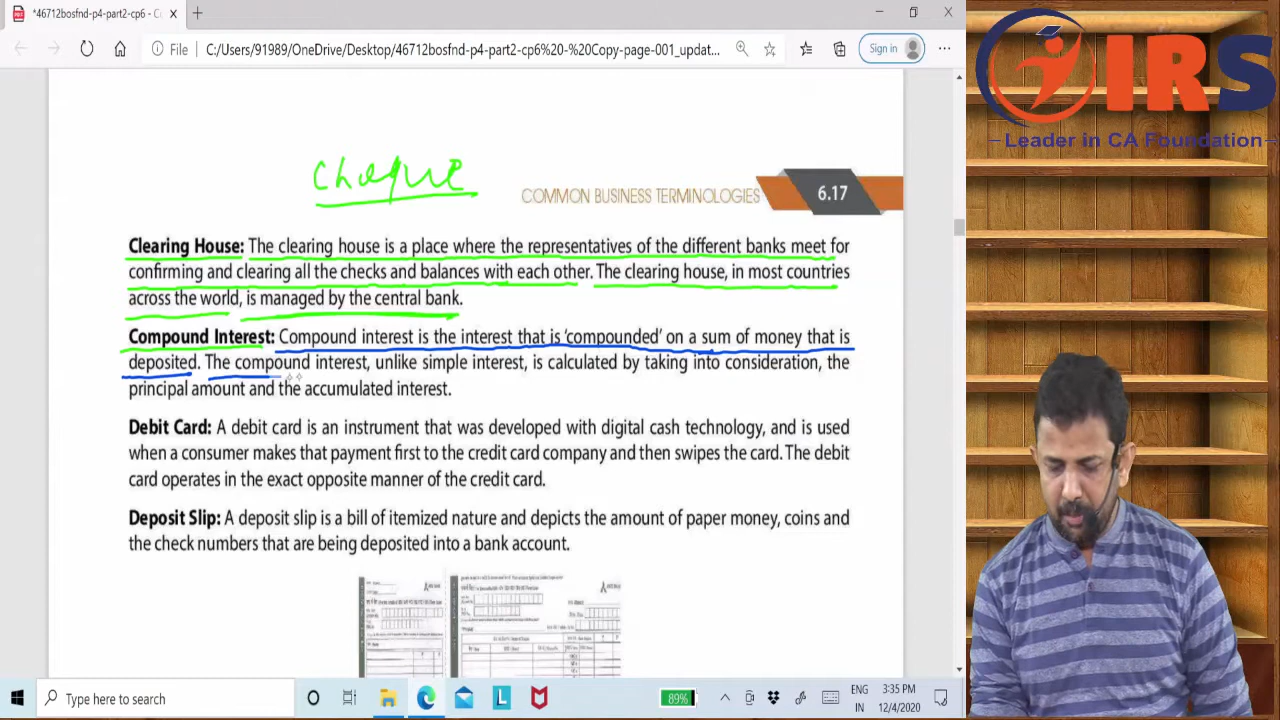 *46712bosfnd-p4-part2-cp6 - C
File
C:/Users/91989/OneDrive/Desktop/46712bosfnd-p4-part2-cp6%20-%20Copy-page-001_updat...
Sign in
IRS
Leader in CA Foundation
Cheque
COMMON BUSINESS TERMINOLOGIES
6.17
Clearing House: The clearing house is a place where the representatives of the different banks meet for
confirming and clearing all the checks and balances with each other. The clearing house, in most countries
across the world, is managed by the central bank.
Compound Interest: Compound interest is the interest that is 'compounded' on a sum of money that is
deposited. The compound interest, unlike simple interest, is calculated by taking into consideration, the
principal amount and the accumulated interest.
Debit Card: A debit card is an instrument that was developed with digital cash technology, and is used
when a consumer makes that payment first to the credit card company and then swipes the card. The debit
card operates in the exact opposite manner of the credit card.
Deposit Slip: A deposit slip is a bill of itemized nature and depicts the amount of paper money, coins and
the check numbers that are being deposited into a bank account.
Type here to search
89%
ENG
IN
3:35 PM
12/4/2020